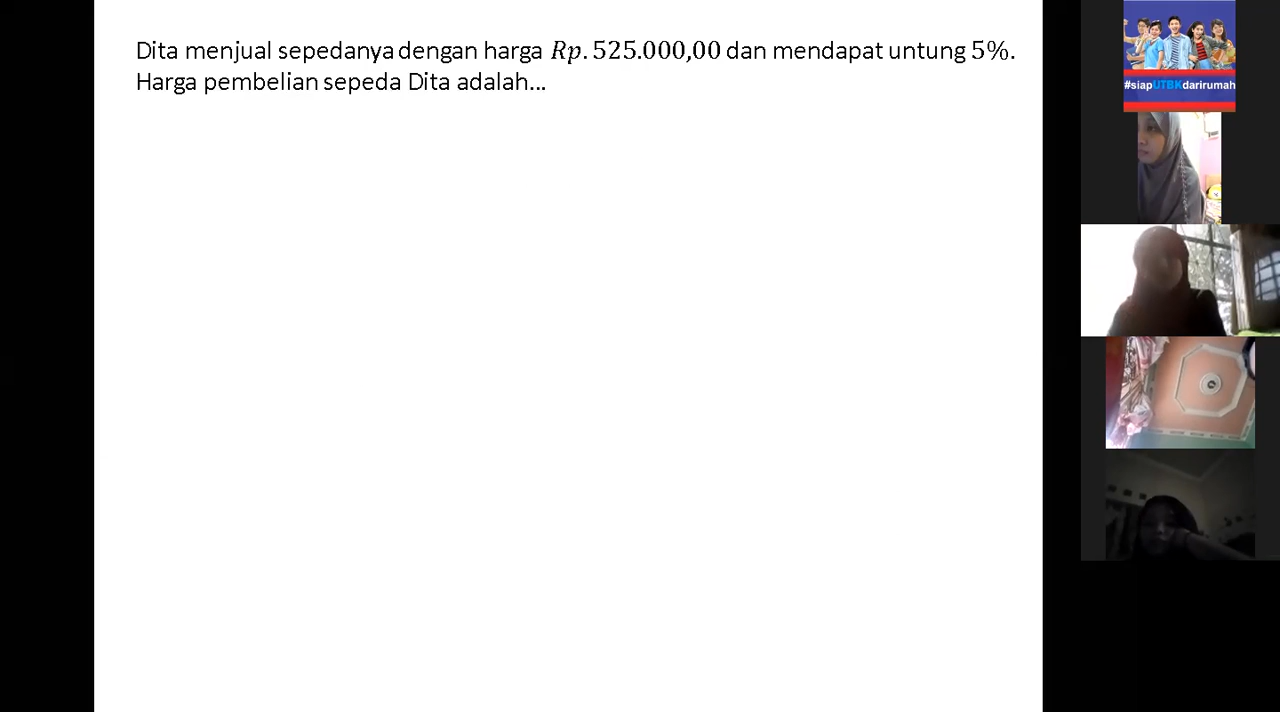 Dita menjual sepedanya dengan harga Rp. 525.000,00 dan mendapat untung 5%.
Harga pembelian sepeda Dita adalah...
#siapUTBKdarirumah